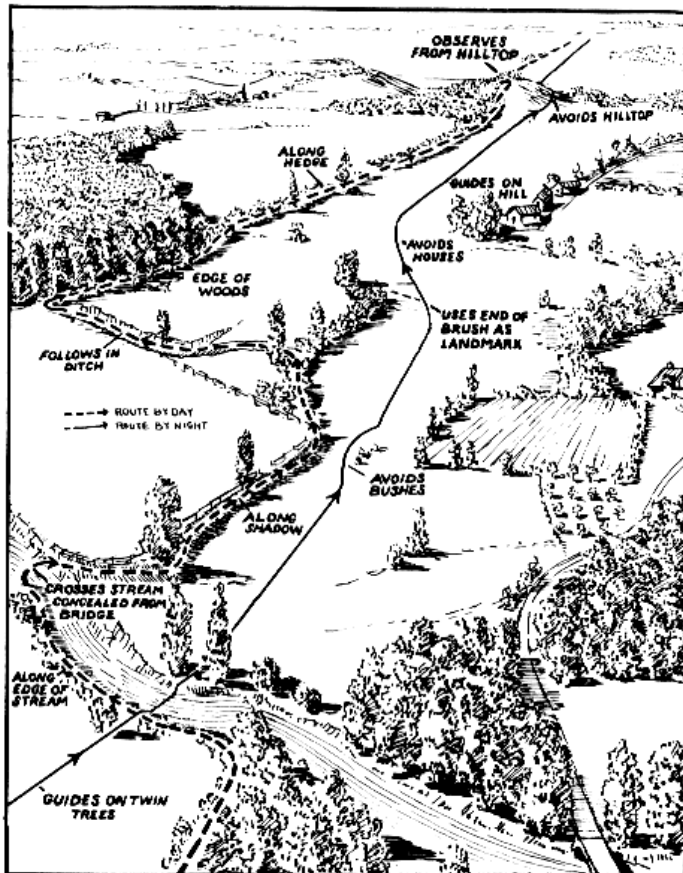 OBSERVES
FROM HILLTOP
AVOIDS HILLTOP
ALONG
HEDGE
GUIDES ON
HILL
AVOIDS
HOUSES
EDGE OF
WOODS
USES END OF
BRUSH AS
LANDMARK
FOLLOWS IN
DITCH
ROUTE BY DAY
ROUTE BY NIGHT
AVOIDS
BUSHES
ALONG
SHADOW
CROSSES STREAM
CONCEALED FROM
BRIDGE
ALONG
EDGE OF
STREAM
GUIDES ON TWIN
TREES